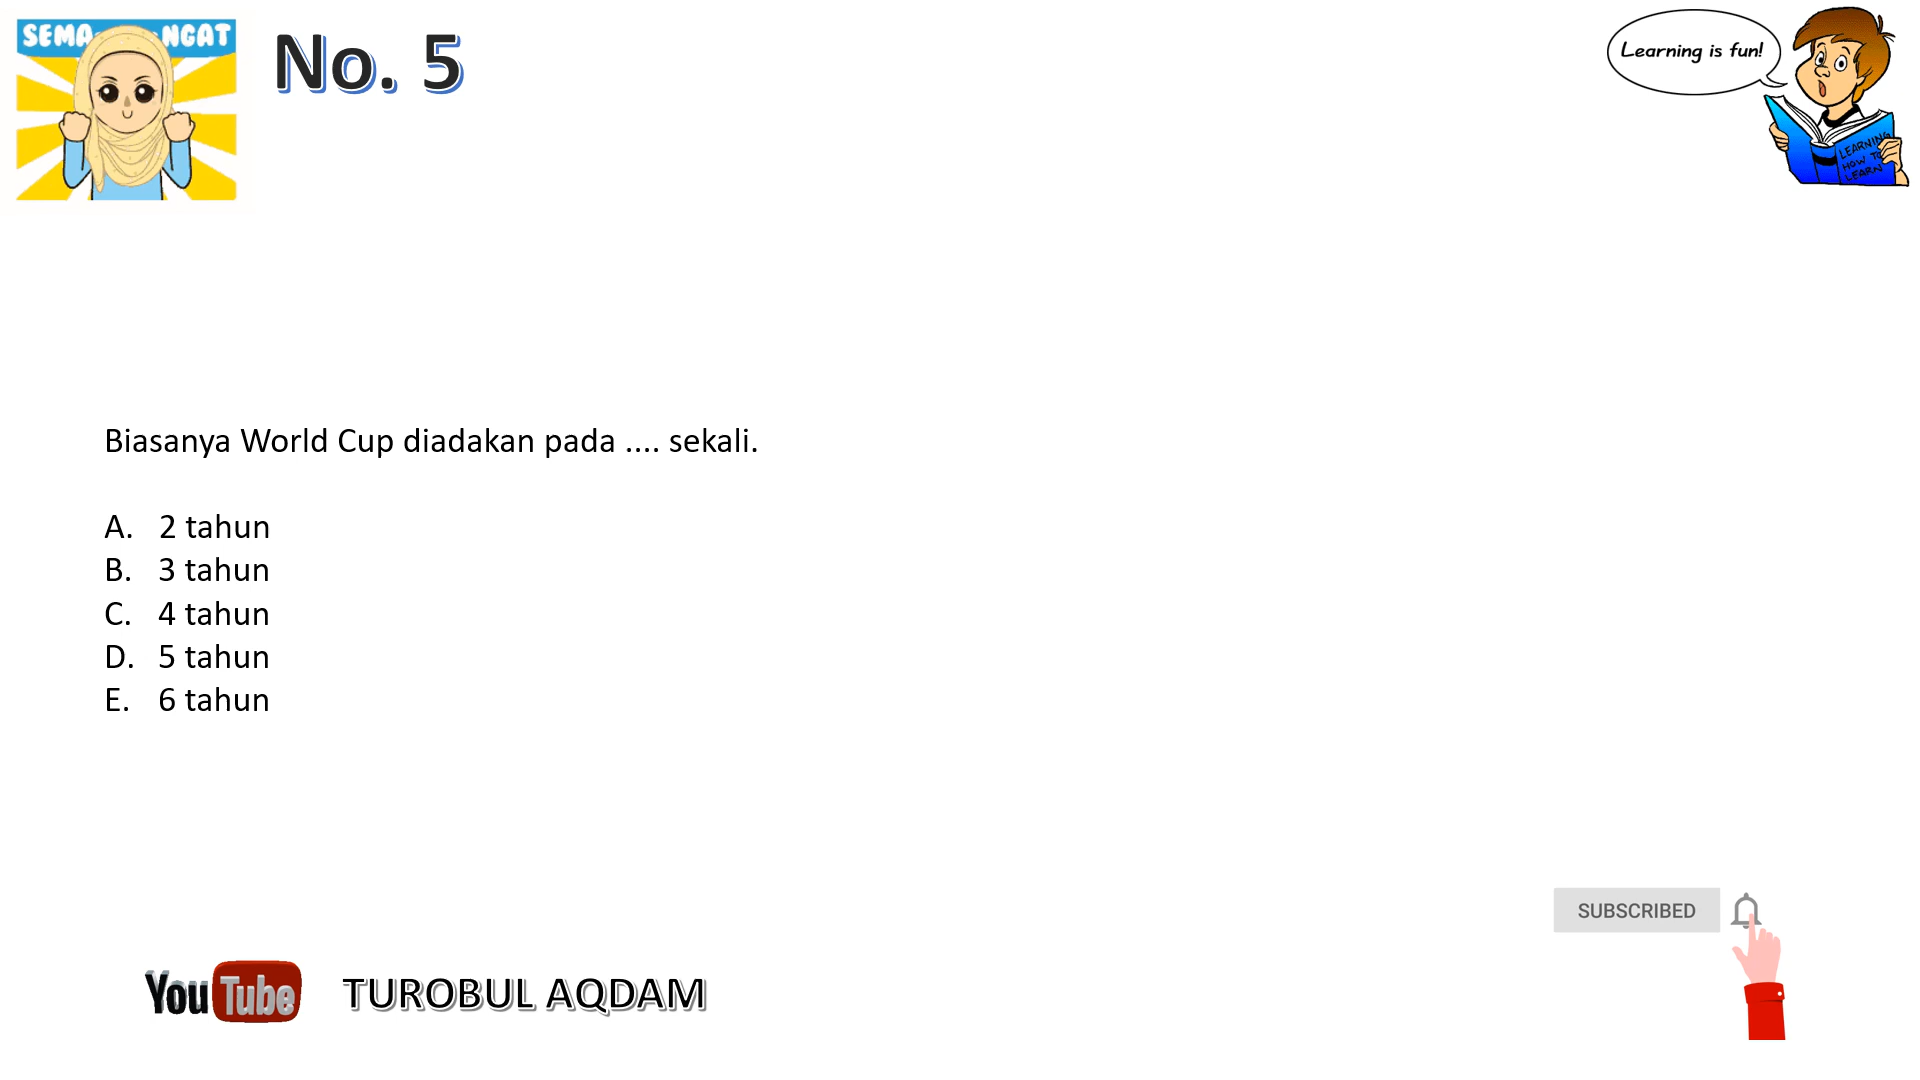 SEMA NGAT
No. 5
Learning is fun!
LEARNING
HOW TO
LEARN
Biasanya World Cup diadakan pada .... sekali.
A. 2 tahun
B. 3 tahun
C. 4 tahun
D. 5 tahun
E. 6 tahun
SUBSCRIBED
YouTube
TUROBUL AQDAM